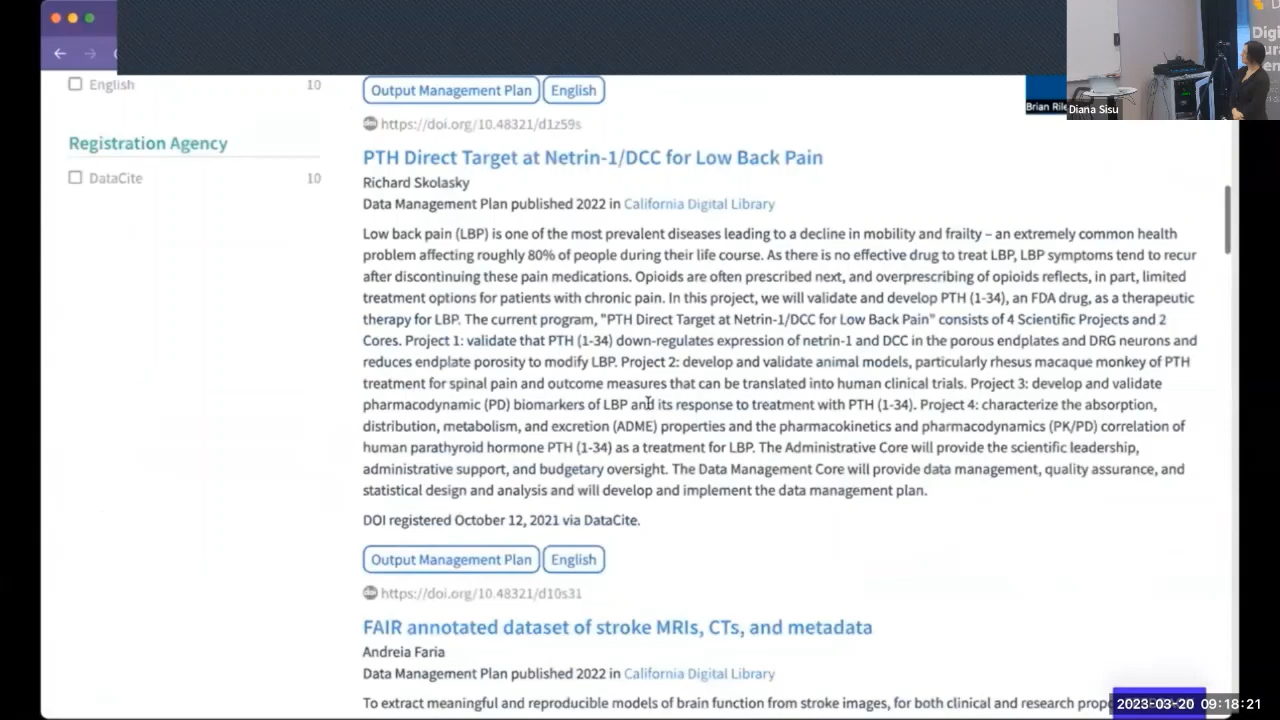 English 10
Registration Agency
DataCite 10
Output Management Plan English
https://doi.org/10.48321/d1z59s
PTH Direct Target at Netrin-1/DCC for Low Back Pain
Richard Skolasky
Data Management Plan published 2022 in California Digital Library
Low back pain (LBP) is one of the most prevalent diseases leading to a decline in mobility and frailty – an extremely common health
problem affecting roughly 80% of people during their life course. As there is no effective drug to treat LBP, LBP symptoms tend to recur
after discontinuing these pain medications. Opioids are often prescribed next, and overprescribing of opioids reflects, in part, limited
treatment options for patients with chronic pain. In this project, we will validate and develop PTH (1-34), an FDA drug, as a therapeutic
therapy for LBP. The current program, "PTH Direct Target at Netrin-1/DCC for Low Back Pain" consists of 4 Scientific Projects and 2
Cores. Project 1: validate that PTH (1-34) down-regulates expression of netrin-1 and DCC in the porous endplates and DRG neurons and
reduces endplate porosity to modify LBP. Project 2: develop and validate animal models, particularly rhesus macaque monkey of PTH
treatment for spinal pain and outcome measures that can be translated into human clinical trials. Project 3: develop and validate
pharmacodynamic (PD) biomarkers of LBP and its response to treatment with PTH (1-34). Project 4: characterize the absorption,
distribution, metabolism, and excretion (ADME) properties and the pharmacokinetics and pharmacodynamics (PK/PD) correlation of
human parathyroid hormone PTH (1-34) as a treatment for LBP. The Administrative Core will provide the scientific leadership,
administrative support, and budgetary oversight. The Data Management Core will provide data management, quality assurance, and
statistical design and analysis and will develop and implement the data management plan.
DOI registered October 12, 2021 via DataCite.
Output Management Plan English
https://doi.org/10.48321/d10s31
FAIR annotated dataset of stroke MRIs, CTs, and metadata
Andreia Faria
Data Management Plan published 2022 in California Digital Library
To extract meaningful and reproducible models of brain function from stroke images, for both clinical and research
Brian
Diana Sisu
2023-03-20 09:18:21